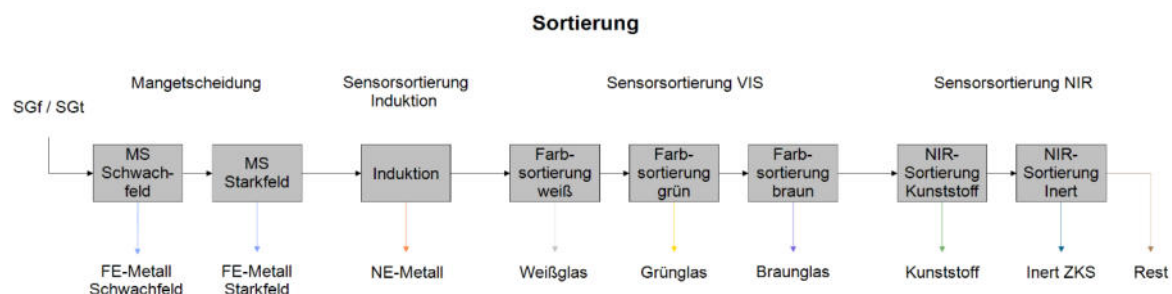 Sortierung
Mangetscheidung
Sensorsortierung
Induktion
Sensorsortierung VIS
Sensorsortierung NIR
SGf / SGt
MS
Schwach-
feld
MS
Starkfeld
Induktion
Farb-
sortierung
weiß
Farb-
sortierung
grün
Farb-
sortierung
braun
NIR-
Sortierung
Kunststoff
NIR-
Sortierung
Inert
FE-Metall
Schwachfeld
FE-Metall
Starkfeld
NE-Metall
Weißglas
Grünglas
Braunglas
Kunststoff
Inert ZKS
Rest